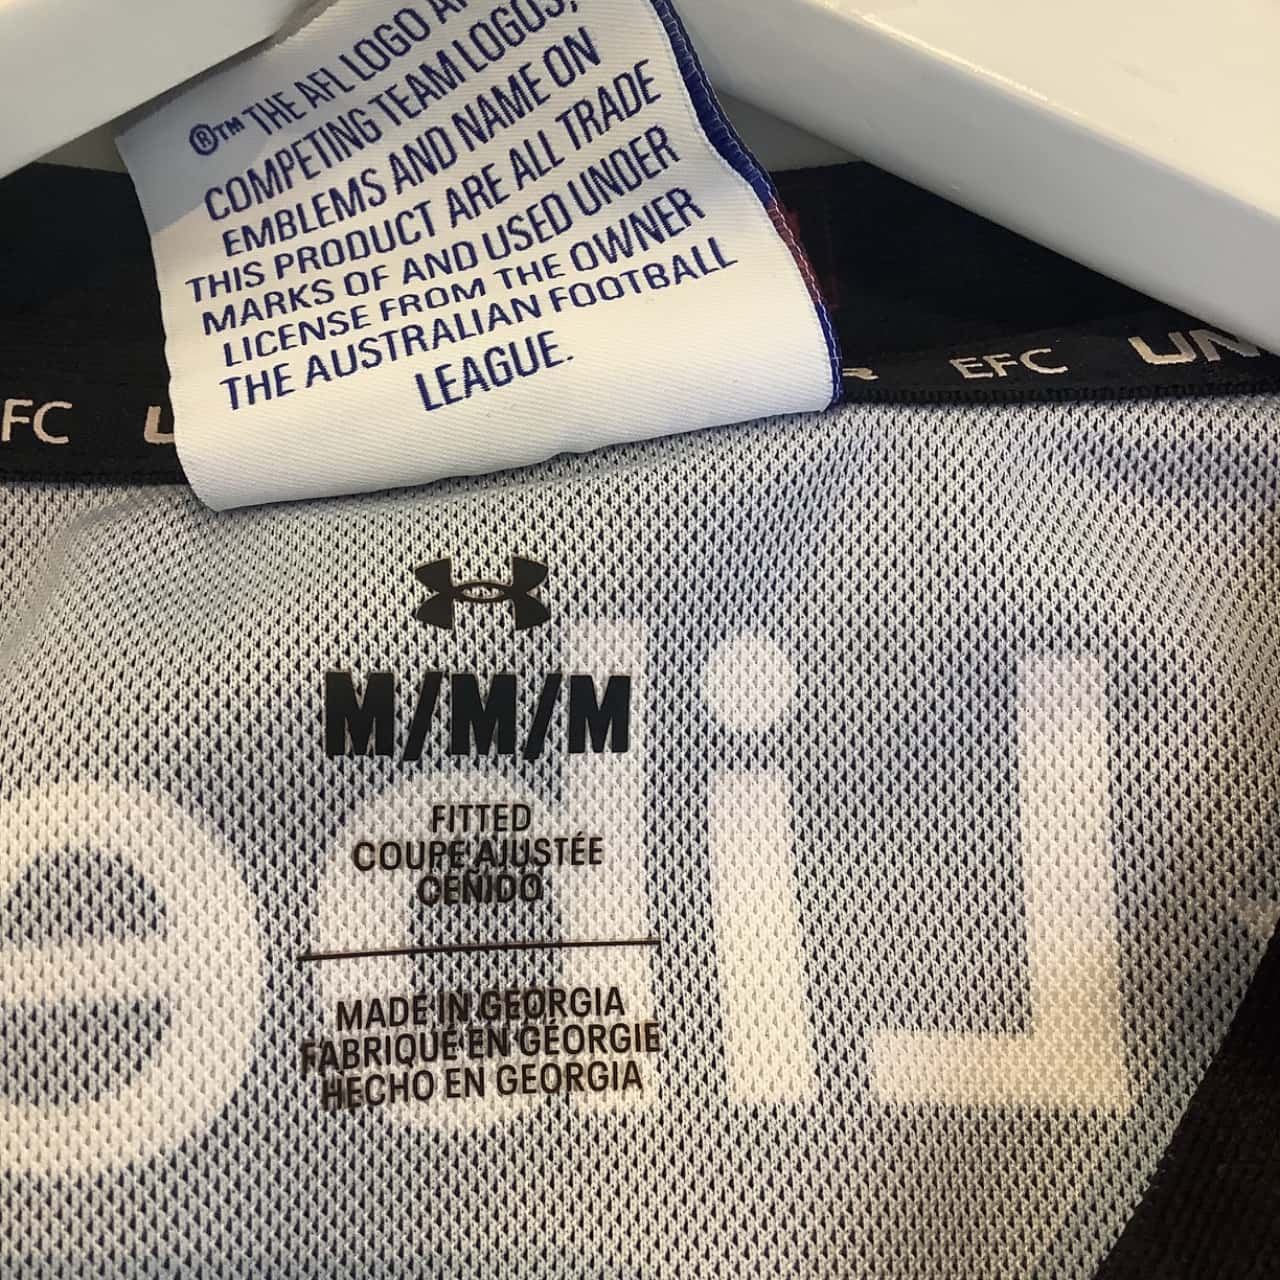 ®™ THE AFL LOGO
COMPETING TEAM LOGOS,
EMBLEMS AND NAME ON
THIS PRODUCT ARE ALL TRADE
MARKS OF AND USED UNDER
LICENSE FROM THE OWNER
THE AUSTRALIAN FOOTBALL
LEAGUE.
FC U
R EFC UN
M/M/M
FITTED
COUPE AJUSTÉE
CEÑIDO
MADE IN GEORGIA
FABRIQUÉ EN GÉORGIE
HECHO EN GEORGIA